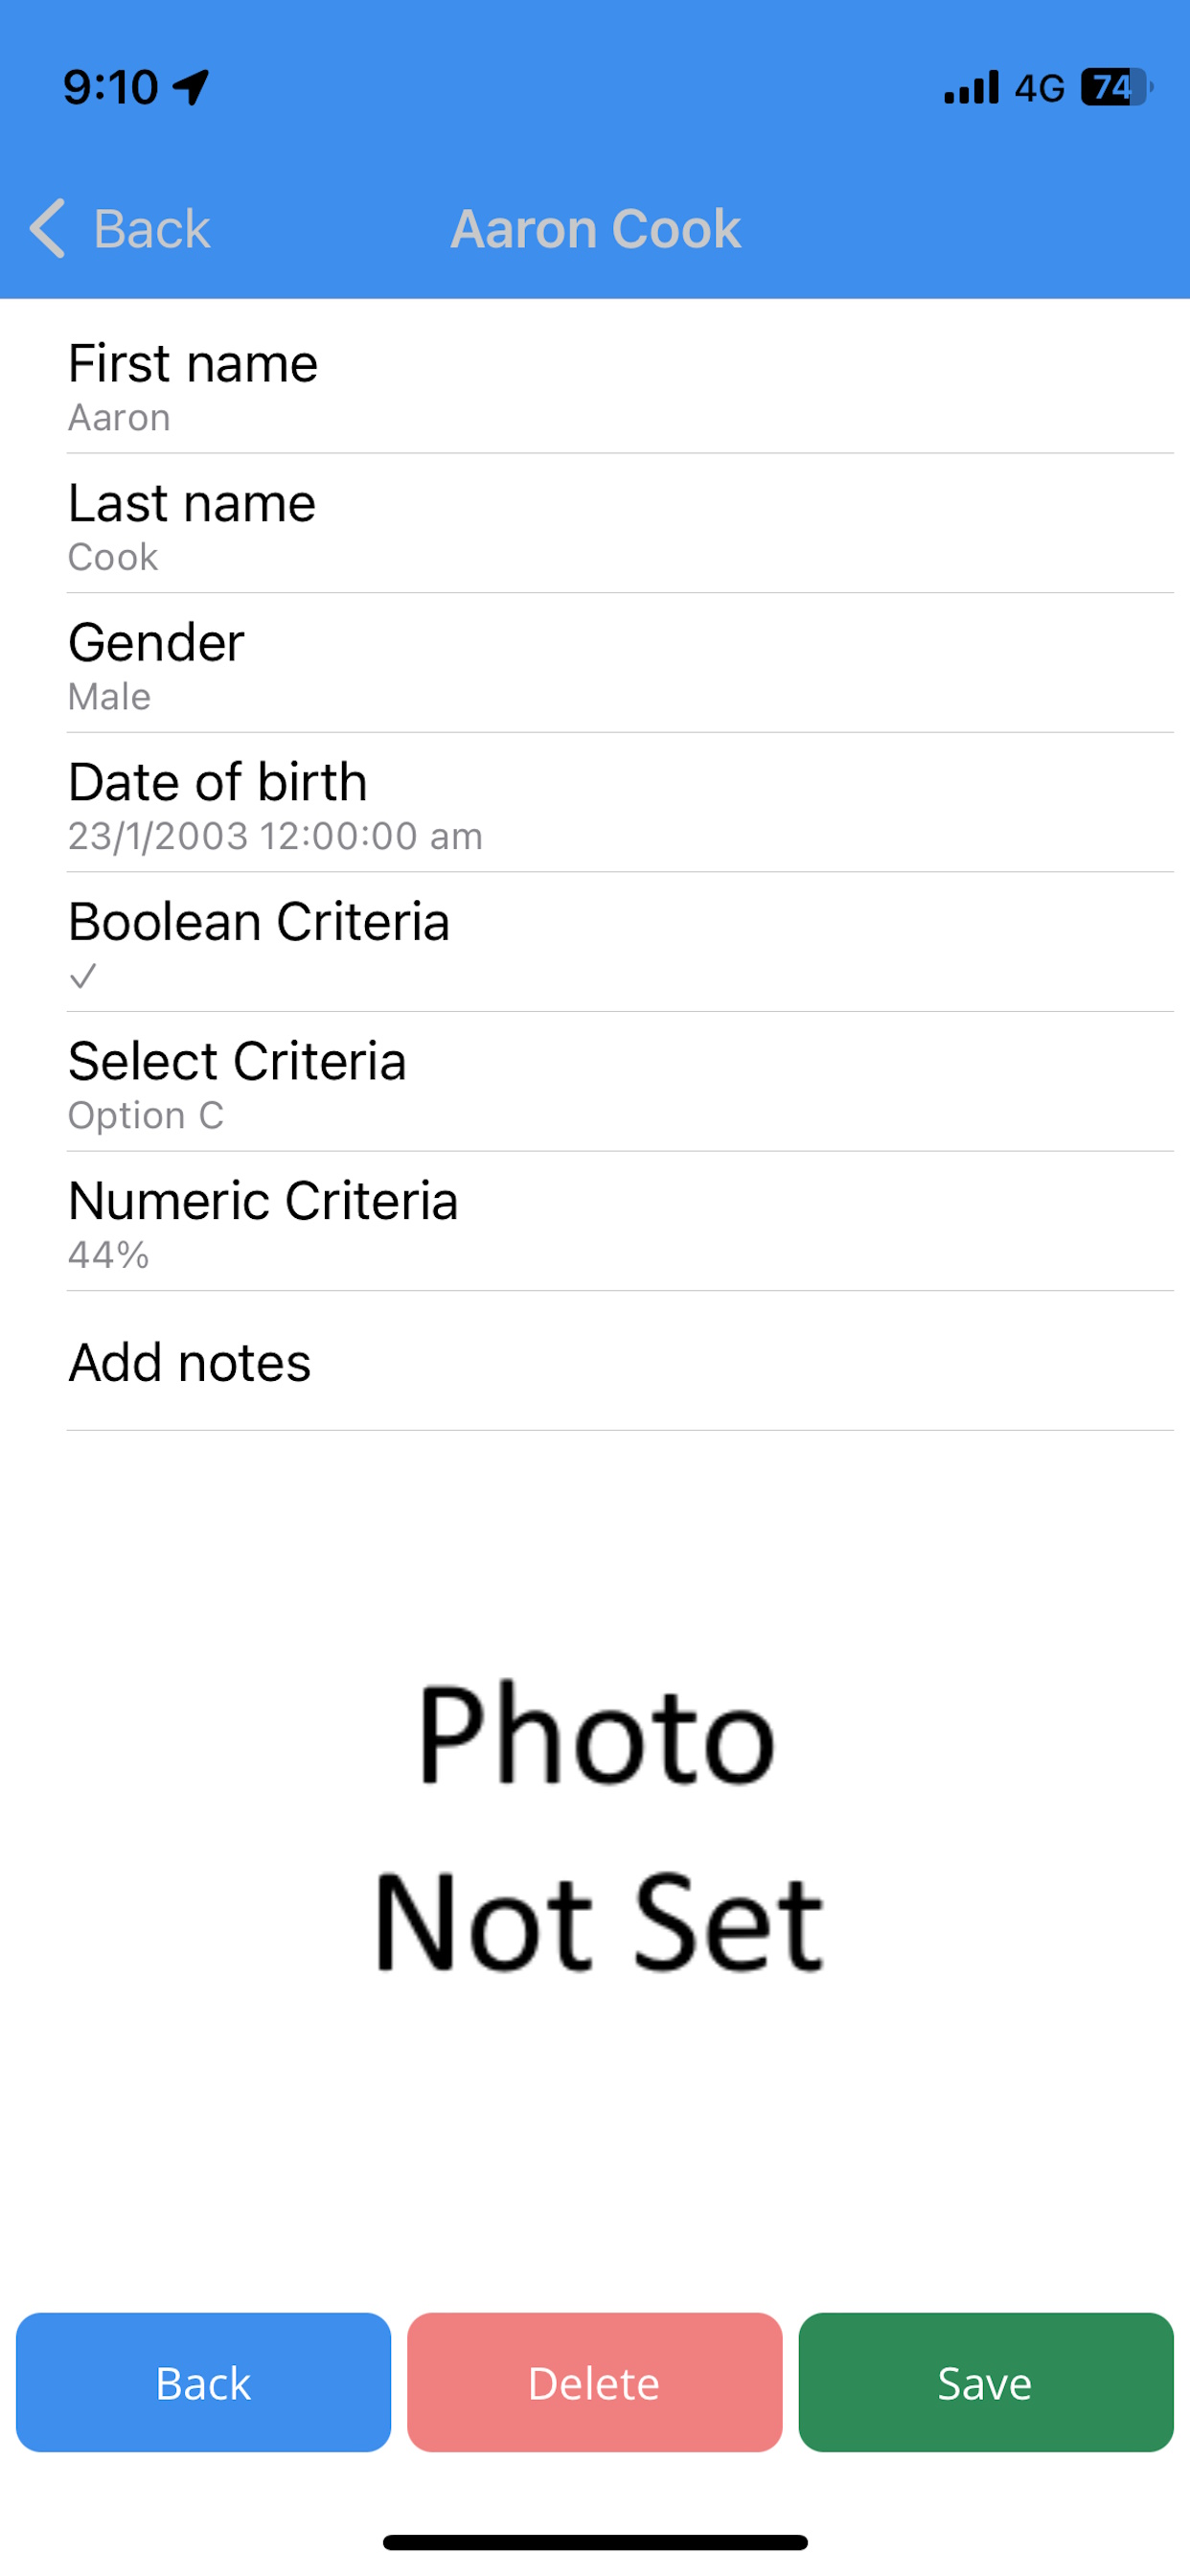 9:10 4G 74
Back Aaron Cook
First name
Aaron
Last name
Cook
Gender
Male
Date of birth
23/1/2003 12:00:00 am
Boolean Criteria
✓
Select Criteria
Option C
Numeric Criteria
44%
Add notes
Photo
Not Set
Back Delete Save